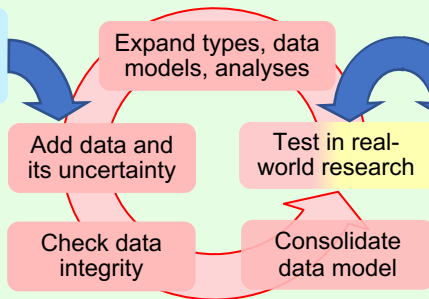 Expand types, data
models, analyses
Add data and
its uncertainty
Test in real-
world research
Check data
integrity
Consolidate
data model